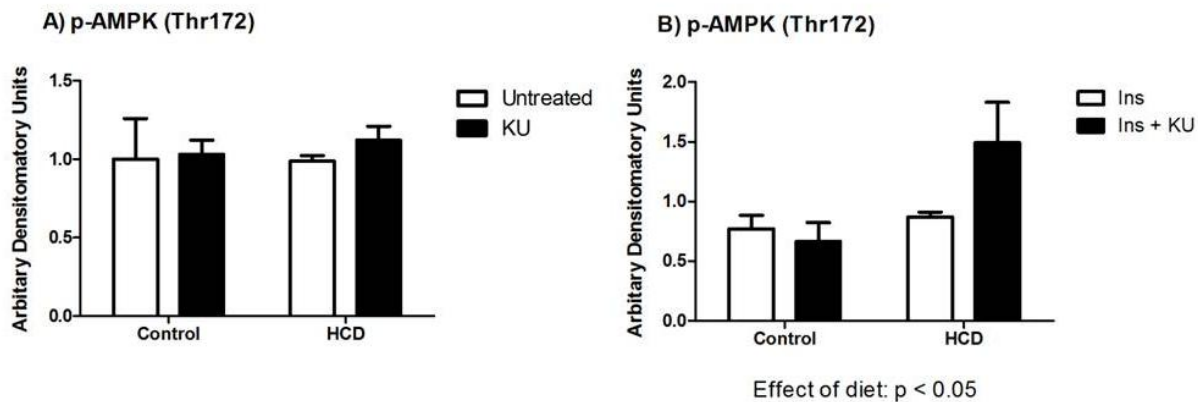 A) p-AMPK (Thr172)
Arbitary Densitomatory Units
1.5
1.0
0.5
0.0
Control
HCD
Untreated
KU
B) p-AMPK (Thr172)
Arbitary Densitomatory Units
2.0
1.5
1.0
0.5
0.0
Control
HCD
Ins
Ins + KU
Effect of diet: p < 0.05